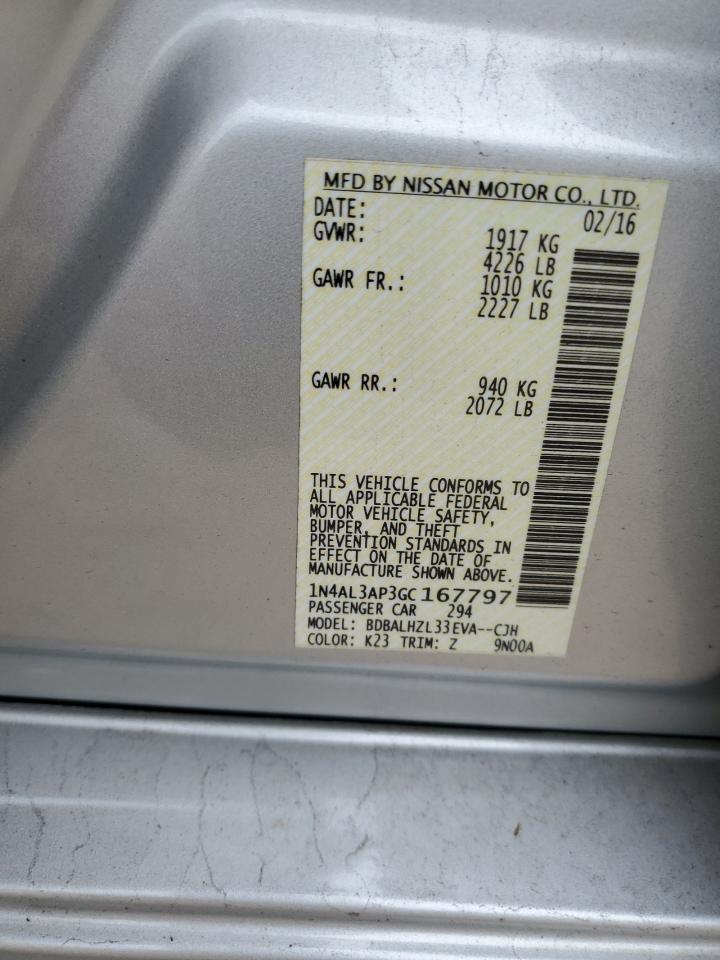 MFD BY NISSAN MOTOR CO., LTD.
DATE: 02/16
GVWR: 1917 KG
4226 LB
GAWR FR.: 1010 KG
2227 LB
GAWR RR.: 940 KG
2072 LB
THIS VEHICLE CONFORMS TO
ALL APPLICABLE FEDERAL
MOTOR VEHICLE SAFETY,
BUMPER, AND THEFT
PREVENTION STANDARDS IN
EFFECT ON THE DATE OF
MANUFACTURE SHOWN ABOVE.
1N4AL3AP3GC167797
PASSENGER CAR 294
MODEL: BDBALHZL33EVA--CJH
COLOR: K23 TRIM: Z 9N00A